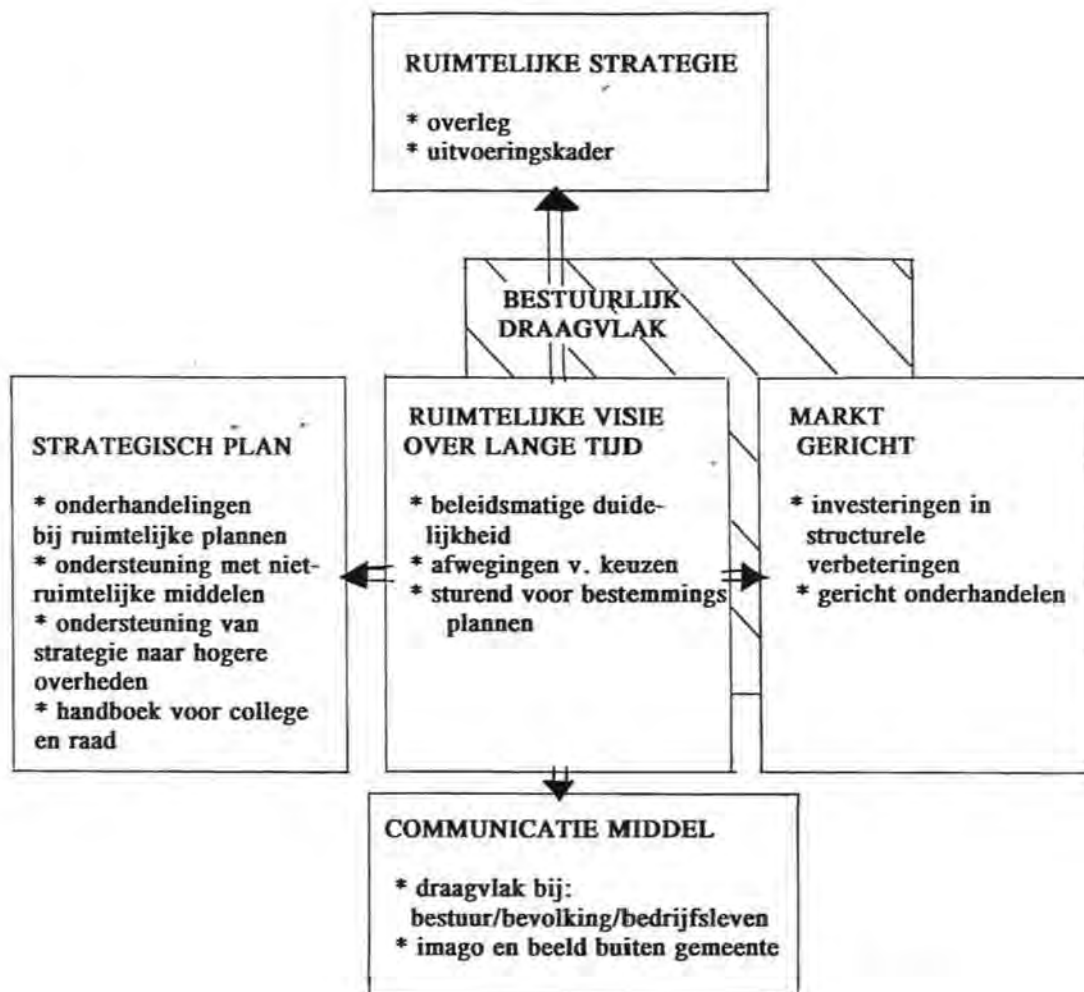 RUIMTELIJKE STRATEGIE
* overleg
* uitvoeringskader
BESTUURLIJK
DRAAGVLAK
STRATEGISCH PLAN
* onderhandelingen
bij ruimtelijke plannen
* ondersteuning met niet-
ruimtelijke middelen
* ondersteuning van
strategie naar hogere
overheden
* handboek voor college
en raad
RUIMTELIJKE VISIE
OVER LANGE TIJD
* beleidsmatige duide-
lijkheid
* afwegingen v. keuzen
* sturend voor bestemmings
plannen
MARKT
GERICHT
* investeringen in
structurele
verbeteringen
* gericht onderhandelen
COMMUNICATIE MIDDEL
* draagvlak bij:
bestuur/bevolking/bedrijfsleven
* imago en beeld buiten gemeente